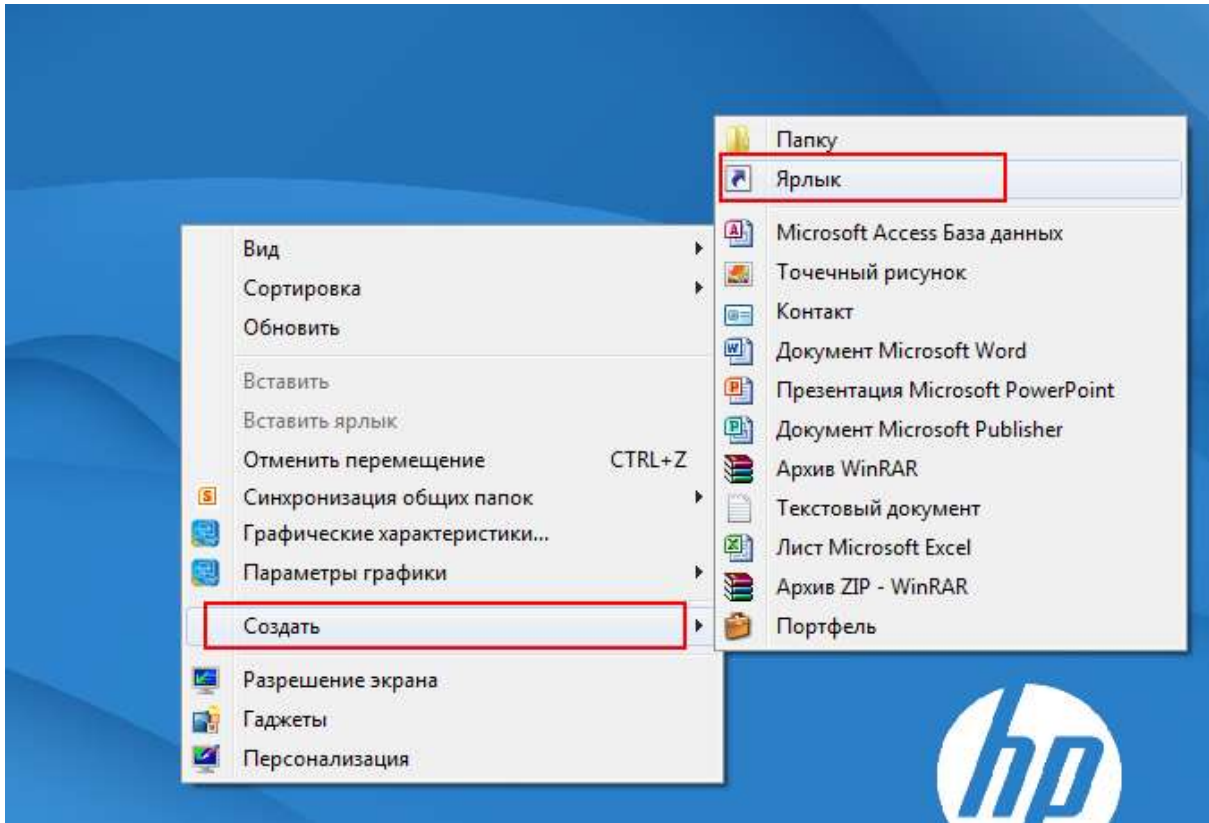 Вид
Сортировка
Обновить
Вставить
Вставить ярлык
Отменить перемещение CTRL+Z
Синхронизация общих папок
Графические характеристики...
Параметры графики
Создать
Разрешение экрана
Гаджеты
Персонализация
Папку
Ярлык
Microsoft Access База данных
Точечный рисунок
Контакт
Документ Microsoft Word
Презентация Microsoft PowerPoint
Документ Microsoft Publisher
Архив WinRAR
Текстовый документ
Лист Microsoft Excel
Архив ZIP - WinRAR
Портфель
hp